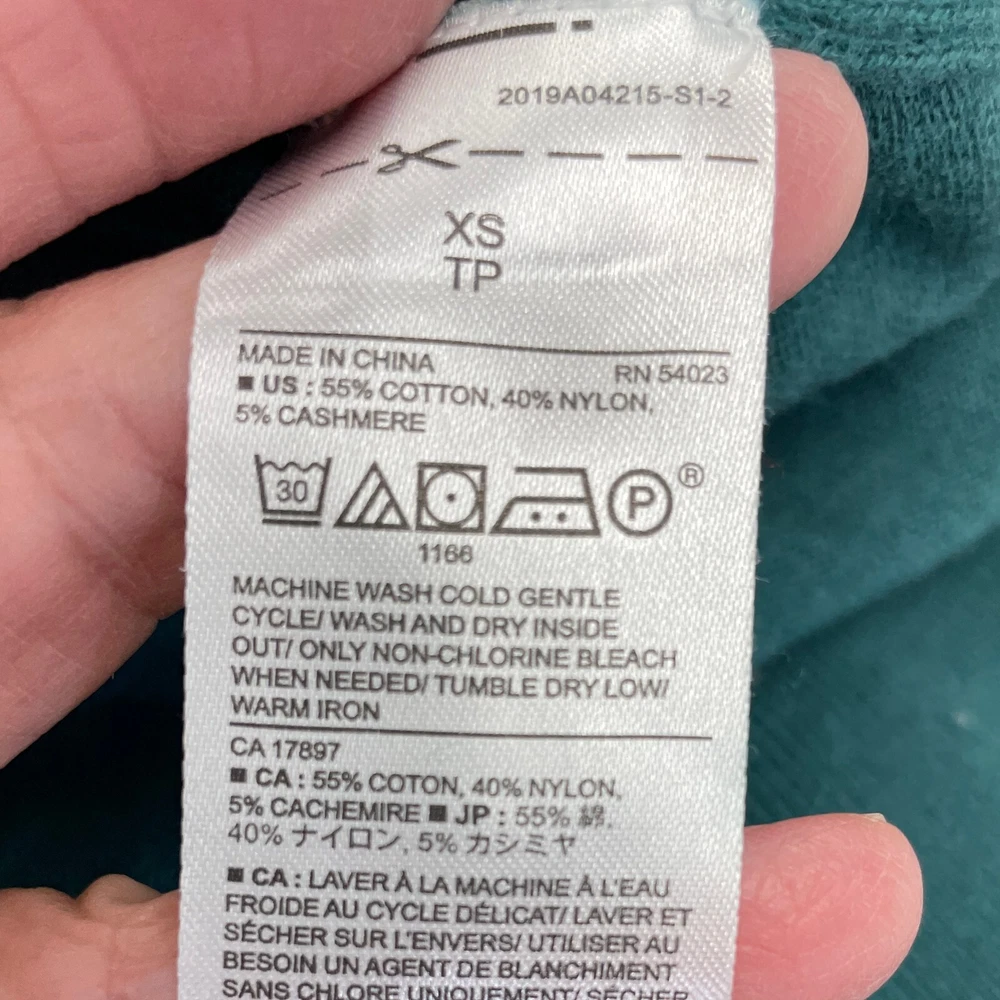 2019A04215-S1-2
XS
TP
MADE IN CHINA
RN 54023
■ US : 55% COTTON, 40% NYLON,
5% CASHMERE
30
P
®
1166
MACHINE WASH COLD GENTLE
CYCLE/ WASH AND DRY INSIDE
OUT/ ONLY NON-CHLORINE BLEACH
WHEN NEEDED/ TUMBLE DRY LOW/
WARM IRON
CA 17897
■ CA : 55% COTON, 40% NYLON,
5% CACHEMIRE ■ JP : 55% 綿,
40% ナイロン, 5% カシミヤ
■ CA : LAVER À LA MACHINE À L'EAU
FROIDE AU CYCLE DÉLICAT/ LAVER ET
SÉCHER SUR L'ENVERS/ UTILISER AU
BESOIN UN AGENT DE BLANCHIMENT
SANS CHLORE UNIQUEMENT/ SÉCHER